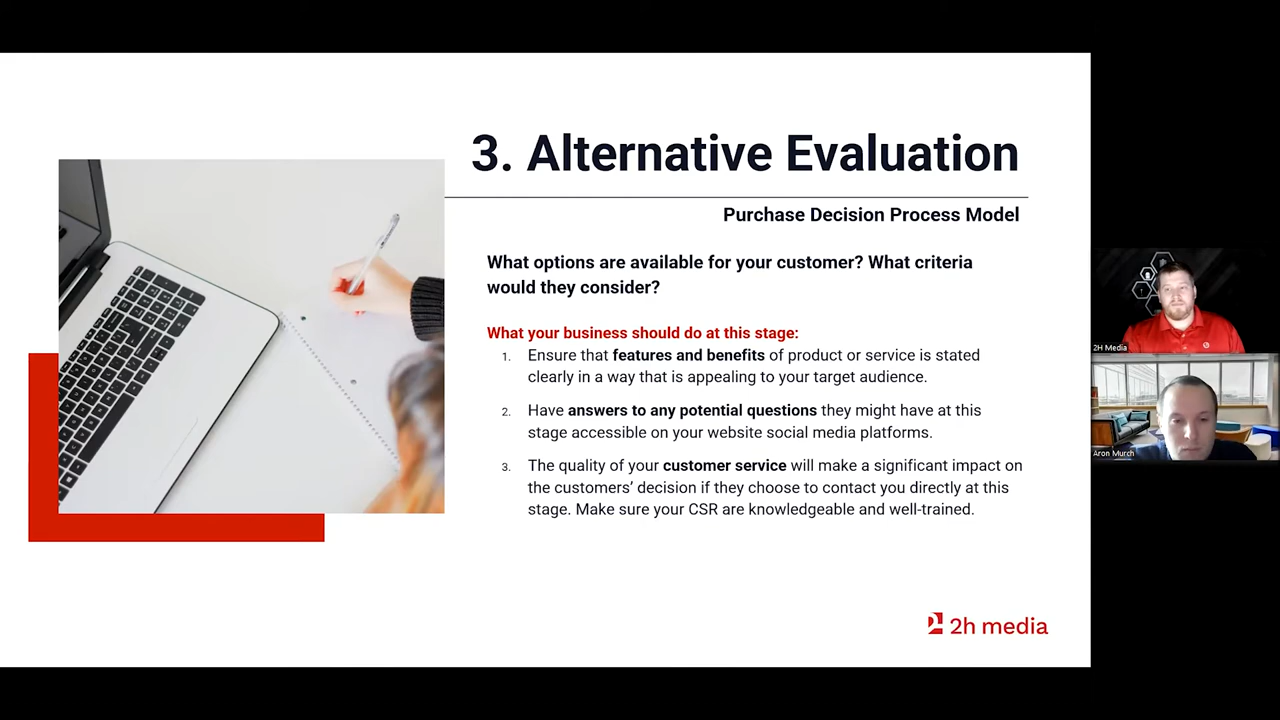 3. Alternative Evaluation
Purchase Decision Process Model
What options are available for your customer? What criteria
would they consider?
What your business should do at this stage:
1. Ensure that features and benefits of product or service is stated
clearly in a way that is appealing to your target audience.
2. Have answers to any potential questions they might have at this
stage accessible on your website social media platforms.
3. The quality of your customer service will make a significant impact on
the customers’ decision if they choose to contact you directly at this
stage. Make sure your CSR are knowledgeable and well-trained.
2h media
2H Media
Aron Murch